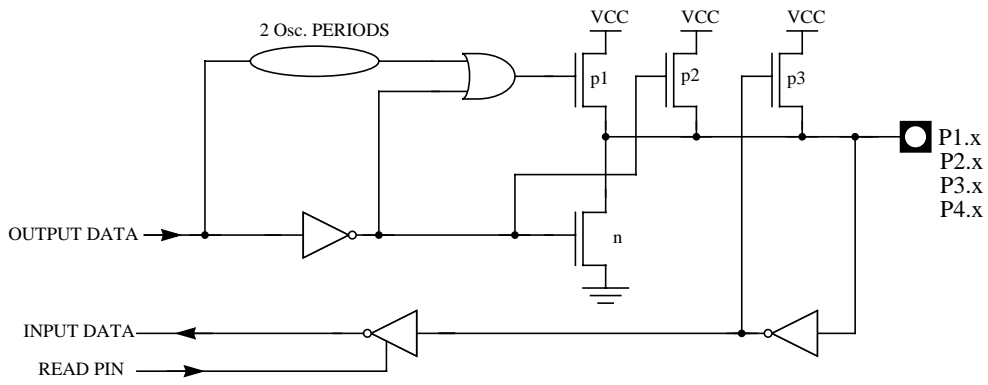 VCC VCC VCC
2 Osc. PERIODS
p1 p2 p3
P1.x
P2.x
P3.x
P4.x
OUTPUT DATA
n
INPUT DATA
READ PIN